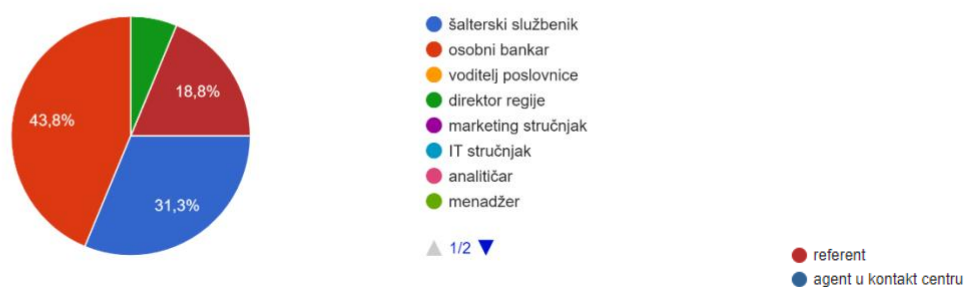 18,8%
43,8%
31,3%
šalterski službenik
osobni bankar
voditelj poslovnice
direktor regije
marketing stručnjak
IT stručnjak
analitičar
menadžer
1/2
referent
agent u kontakt centru